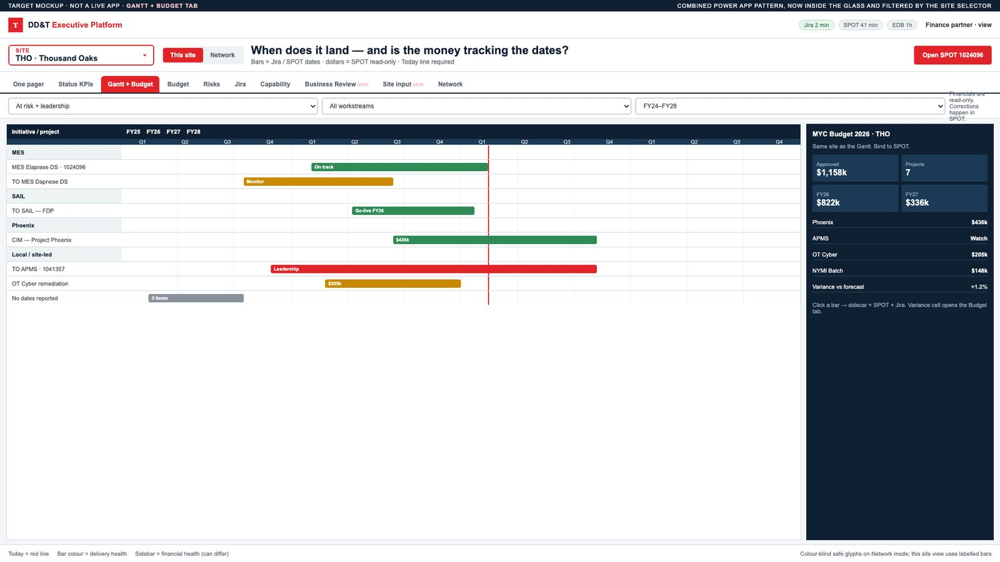 TARGET MOCKUP · NOT A LIVE APP · GANTT + BUDGET TAB
COMBINED POWER APP PATTERN, NOW INSIDE THE GLASS AND FILTERED BY THE SITE SELECTOR
T
DD&T Executive Platform
Jira 2 min
SPOT 41 min
EDB 1h
Finance partner · view
SITE
THO · Thousand Oaks
This site
Network
When does it land — and is the money tracking the dates?
Bars = Jira / SPOT dates · dollars = SPOT read-only · Today line required
Open SPOT 1024096
One pager
Status KPIs
Gantt + Budget
Budget
Risks
Jira
Capability
Business Review NEW
Site input NEW
Network
At risk + leadership
All workstreams
FY24–FY28
Financials are
read-only.
Corrections
happen in
SPOT.
Initiative / project
FY25 FY26 FY27 FY28
Q1 Q2 Q3 Q4 Q1 Q2 Q3 Q4 Q1 Q2 Q3 Q4 Q1 Q2 Q3 Q4
MES
MES Elaprase DS · 1024096
On track
TO MES Dapnese DS
Monitor
SAIL
TO SAIL — FDP
Go-live FY26
Phoenix
CIM — Project Phoenix
$436k
Local / site-led
TO APMS · 1041357
Leadership
OT Cyber remediation
$205k
No dates reported
3 items
MYC Budget 2026 · THO
Same site as the Gantt. Bind to SPOT.
Approved
$1,158k
Projects
7
FY26
$822k
FY27
$336k
Phoenix $436k
APMS Watch
OT Cyber $205k
NYMI Batch $148k
Variance vs forecast +1.2%
Click a bar → sidecar + SPOT + Jira. Variance cell opens the Budget
tab.
Today = red line
Bar colour = delivery health
Sidebar = financial health (can differ)
Colour-blind safe glyphs on Network mode; this site view uses labelled bars